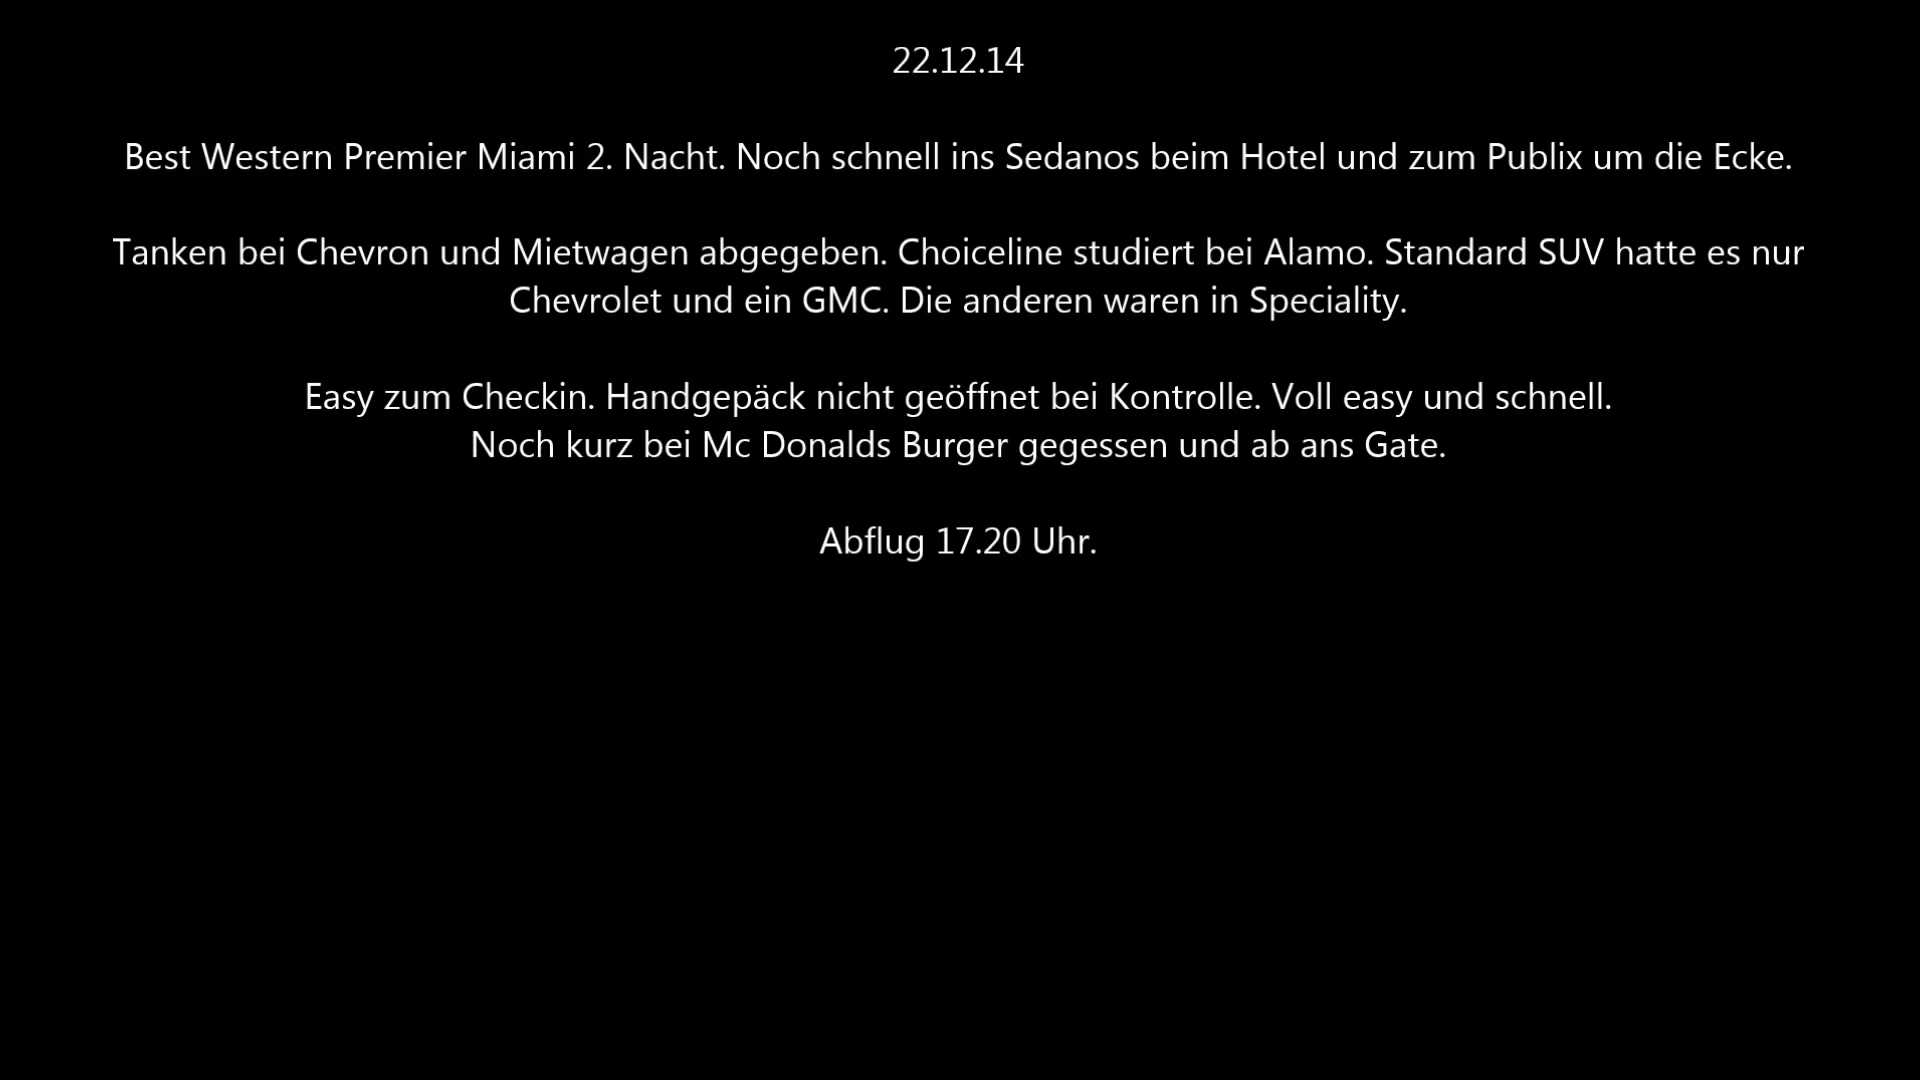 22.12.14
Best Western Premier Miami 2. Nacht. Noch schnell ins Sedanos beim Hotel und zum Publix um die Ecke.
Tanken bei Chevron und Mietwagen abgegeben. Choiceline studiert bei Alamo. Standard SUV hatte es nur
Chevrolet und ein GMC. Die anderen waren in Speciality.
Easy zum Checkin. Handgepäck nicht geöffnet bei Kontrolle. Voll easy und schnell.
Noch kurz bei Mc Donalds Burger gegessen und ab ans Gate.
Abflug 17.20 Uhr.